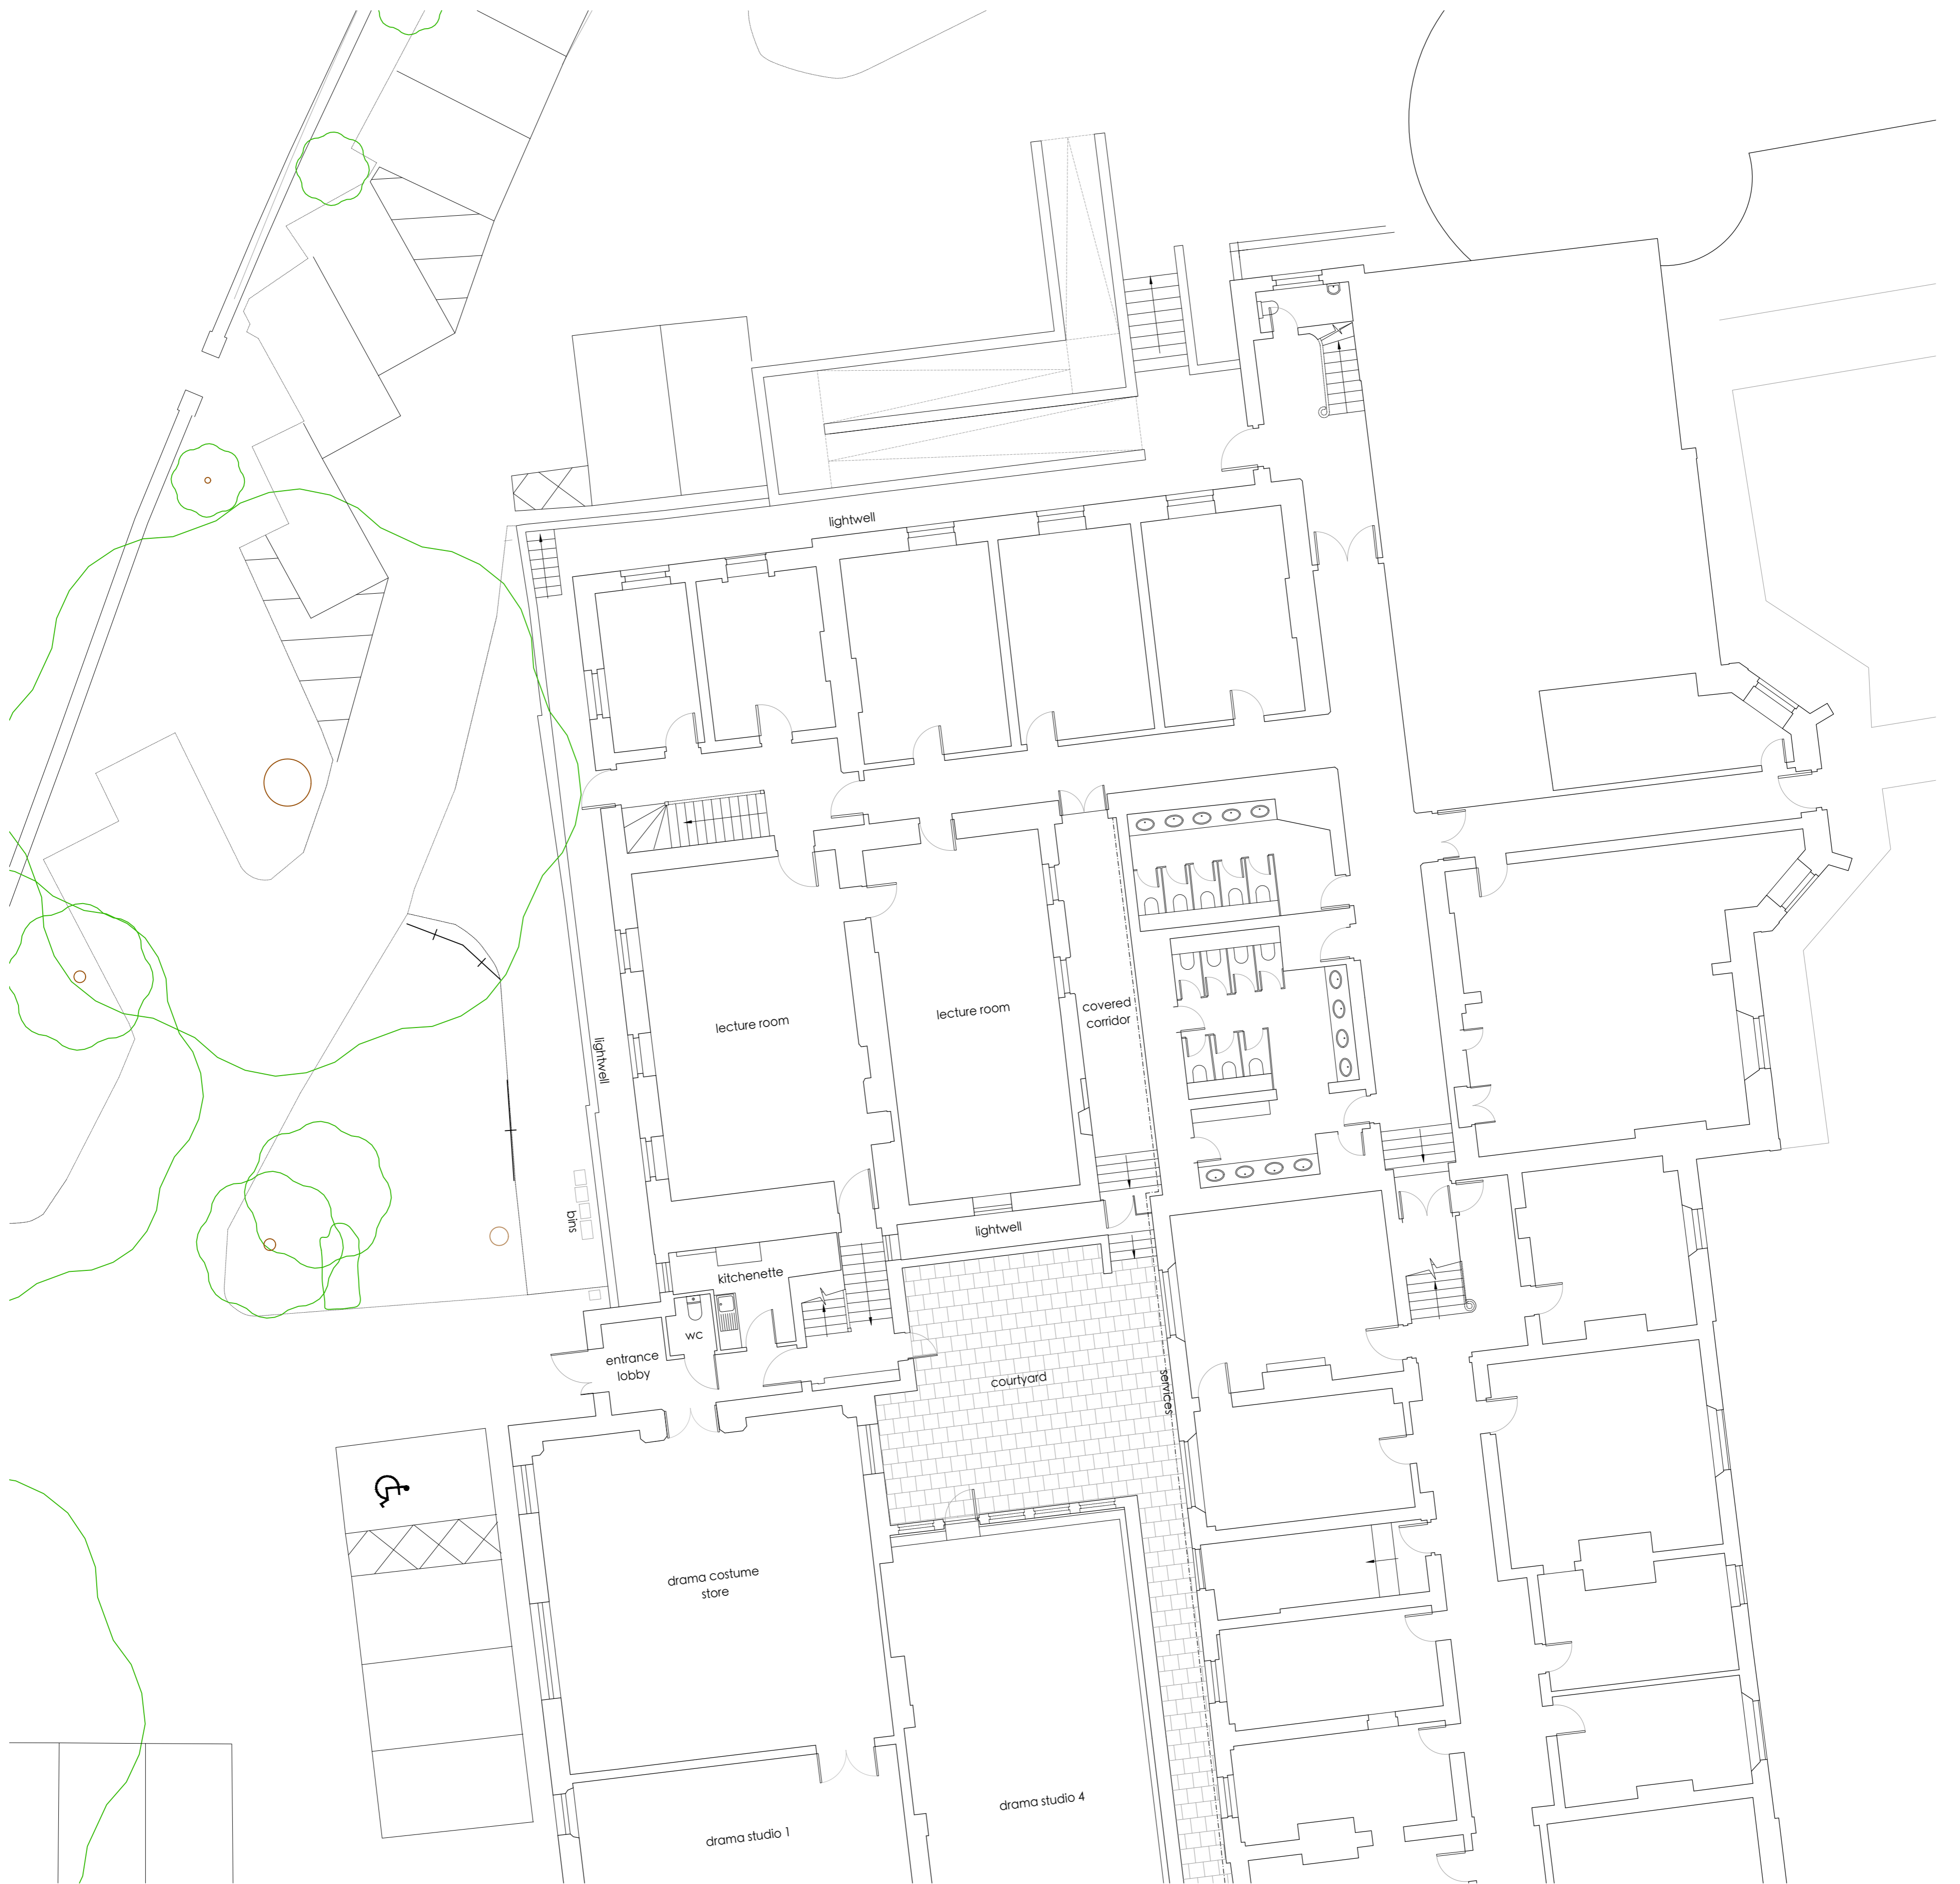 lightwell
lecture room
lecture room
covered
corridor
lightwell
bins
lightwell
kitchenette
wc
entrance
lobby
courtyard
services
drama costume
store
drama studio 4
drama studio 1